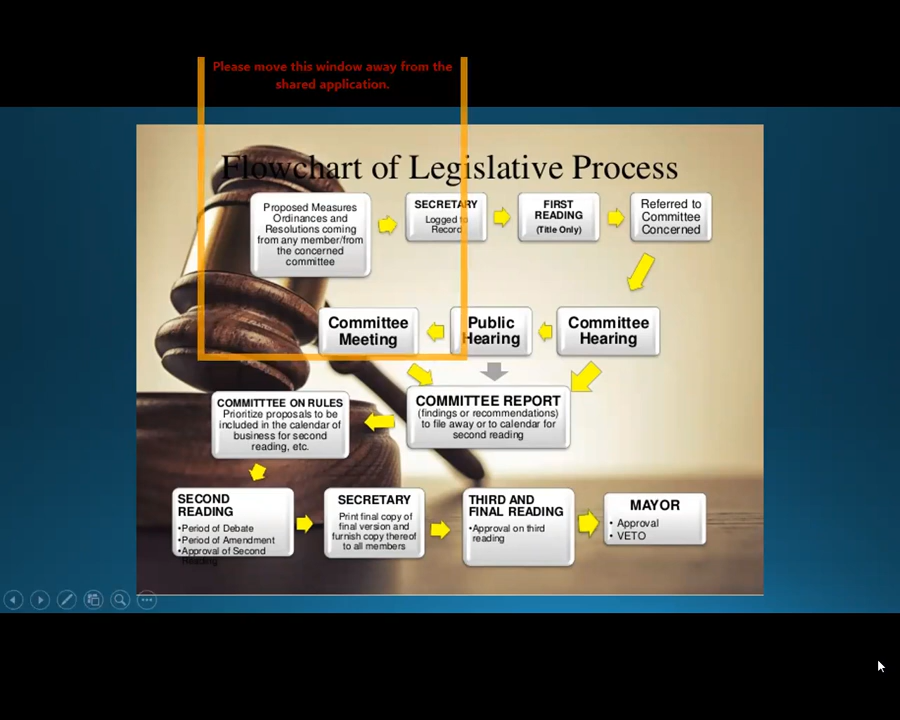 Please move this window away from the
shared application.
Flowchart of Legislative Process
Proposed Measures
Ordinances and
Resolutions coming
from any member/from
the concerned
committee
SECRETARY
Logged to
Record
FIRST
READING
(Title Only)
Referred to
Committee
Concerned
Committee
Meeting
Public
Hearing
Committee
Hearing
COMMITTTEE ON RULES
Prioritize proposals to be
included in the calendar of
business for second
reading, etc.
COMMITTEE REPORT
(findings or recommendations)
to file away or to calendar for
second reading
SECOND
READING
•Period of Debate
•Period of Amendment
•Approval of Second
Reading
SECRETARY
Print final copy of
final version and
furnish copy thereof
to all members
THIRD AND
FINAL READING
•Approval on third
reading
MAYOR
• Approval
• VETO